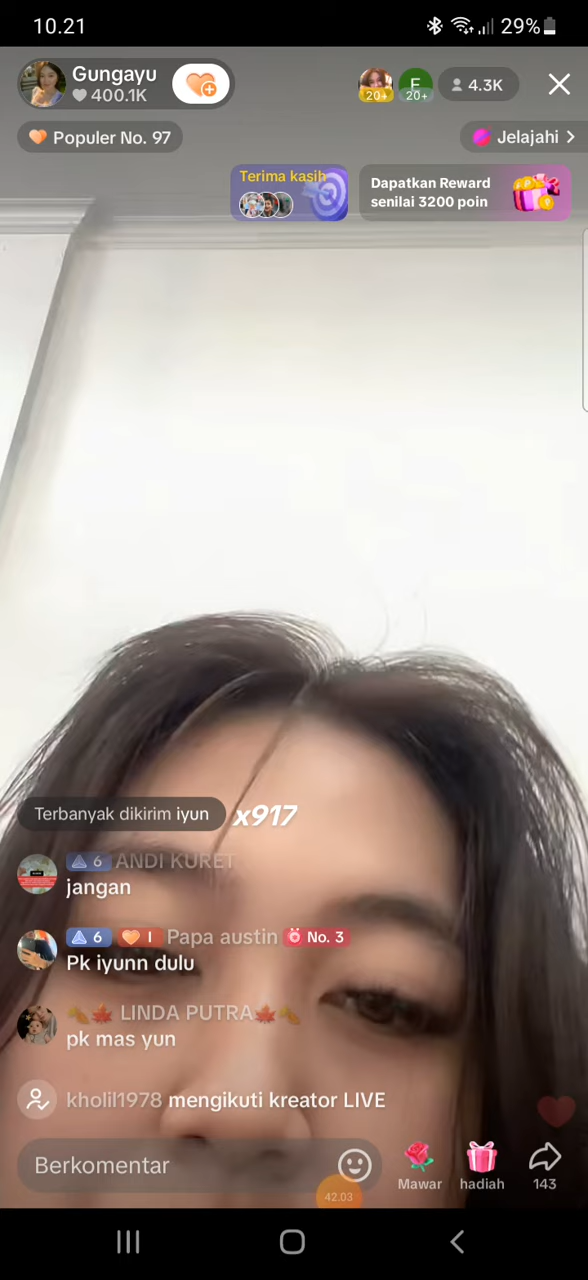 10.21
29%
Gungayu
400.1K
20+
E
20+
4.3K
Populer No. 97
Jelajahi
Terima kasih
Dapatkan Reward
senilai 3200 poin
Terbanyak dikirim iyun x917
6 ANDI KURET
jangan
6 I Papa austin No. 3
Pk iyunn dulu
LINDA PUTRA
pk mas yun
kholil1978 mengikuti kreator LIVE
Berkomentar
Mawar
hadiah
143
42.03